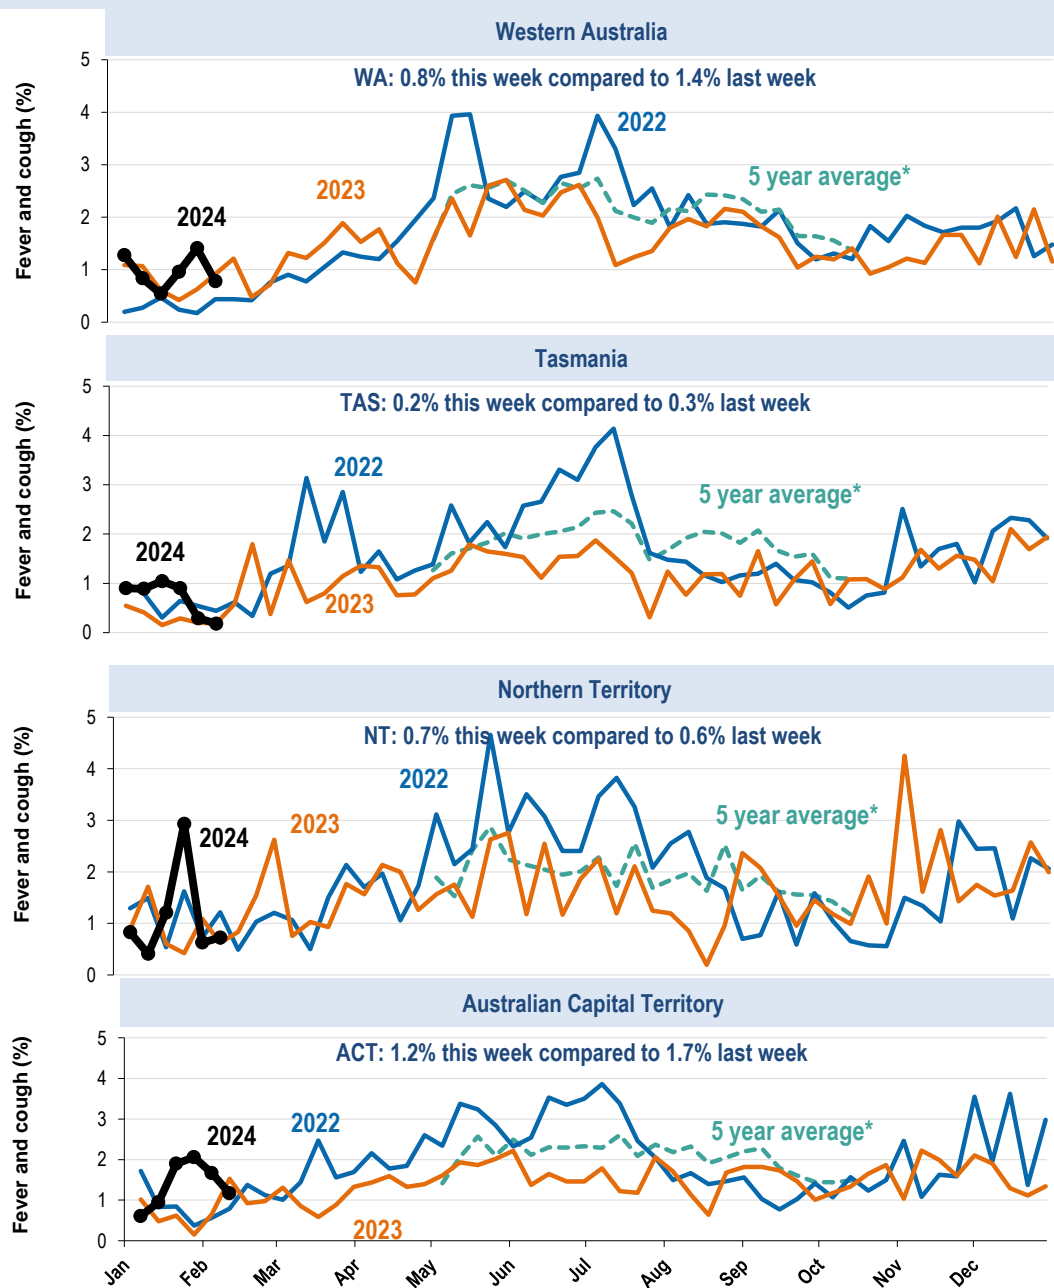 Western Australia
Fever and cough (%)
5
4
3
2
1
0
WA: 0.8% this week compared to 1.4% last week
2022
2023
2024
5 year average*
Tasmania
Fever and cough (%)
5
4
3
2
1
0
TAS: 0.2% this week compared to 0.3% last week
2022
5 year average*
2024
2023
Northern Territory
Fever and cough (%)
5
4
3
2
1
0
NT: 0.7% this week compared to 0.6% last week
2022
2023
2024
5 year average*
Australian Capital Territory
Fever and cough (%)
5
4
3
2
1
0
ACT: 1.2% this week compared to 1.7% last week
2022
2024
5 year average*
2023
Jan Feb Mar Apr May Jun Jul Aug Sep Oct Nov Dec